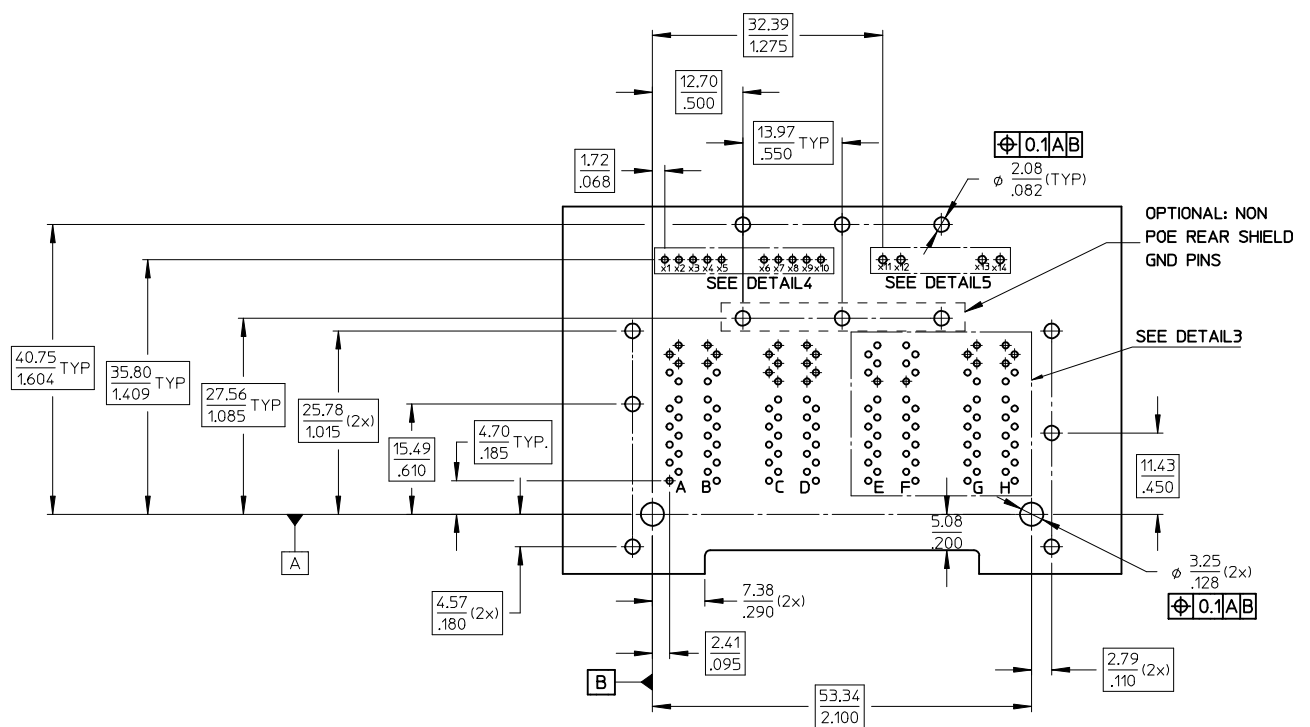 32.39
1.275
12.70
.500
13.97 TYP
.550
1.72
.068
⌖ 0.1 A B
⌀ 2.08 (TYP)
.082
OPTIONAL: NON
POE REAR SHIELD
GND PINS
x1 x2 x3 x4 x5 x6 x7 x8 x9 x10
x11 x12 x13 x14
SEE DETAIL4
SEE DETAIL5
SEE DETAIL3
40.75 TYP
1.604
35.80 TYP
1.409
27.56 TYP
1.085
25.78 (2x)
1.015
15.49
.610
4.70 TYP.
.185
A B C D E F G H
11.43
.450
5.08
.200
A
⌀ 3.25 (2x)
.128
⌖ 0.1 A B
4.57 (2x)
.180
7.38 (2x)
.290
2.41
.095
2.79 (2x)
.110
B
53.34
2.100